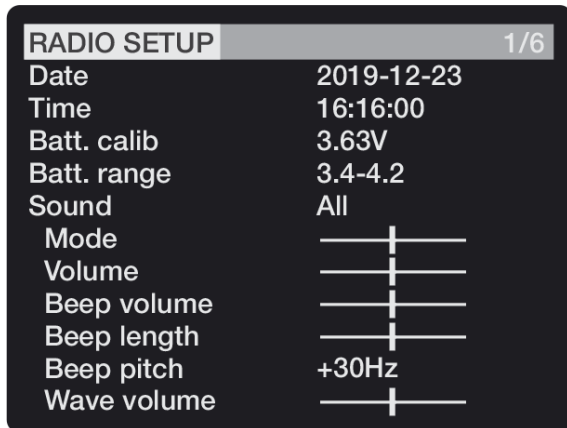 RADIO SETUP 1/6
Date 2019-12-23
Time 16:16:00
Batt. calib 3.63V
Batt. range 3.4-4.2
Sound All
Mode
Volume
Beep volume
Beep length
Beep pitch +30Hz
Wave volume